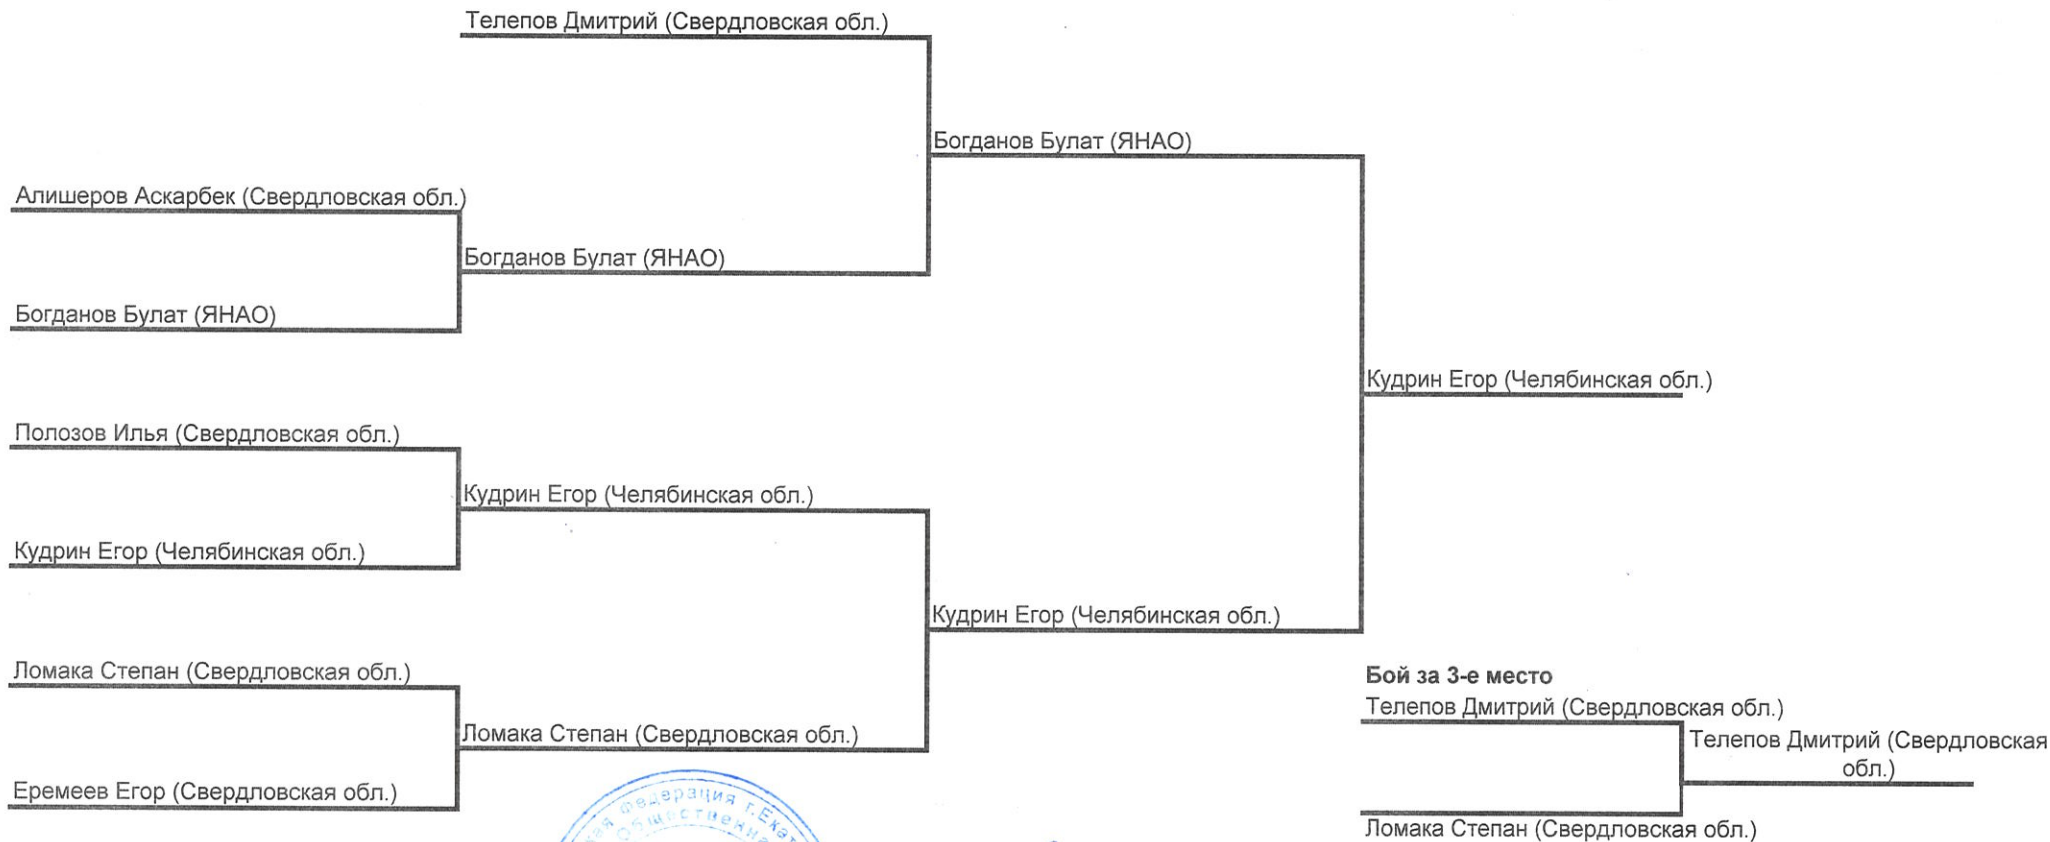 Телепов Дмитрий (Свердловская обл.)
Богданов Булат (ЯНАО)
Алишеров Аскарбек (Свердловская обл.)
Богданов Булат (ЯНАО)
Богданов Булат (ЯНАО)
Кудрин Егор (Челябинская обл.)
Полозов Илья (Свердловская обл.)
Кудрин Егор (Челябинская обл.)
Кудрин Егор (Челябинская обл.)
Кудрин Егор (Челябинская обл.)
Ломака Степан (Свердловская обл.)
Ломака Степан (Свердловская обл.)
Еремеев Егор (Свердловская обл.)
Бой за 3-е место
Телепов Дмитрий (Свердловская обл.)
Телепов Дмитрий (Свердловская
обл.)
Ломака Степан (Свердловская обл.)
федерация г.Екат
Обществен